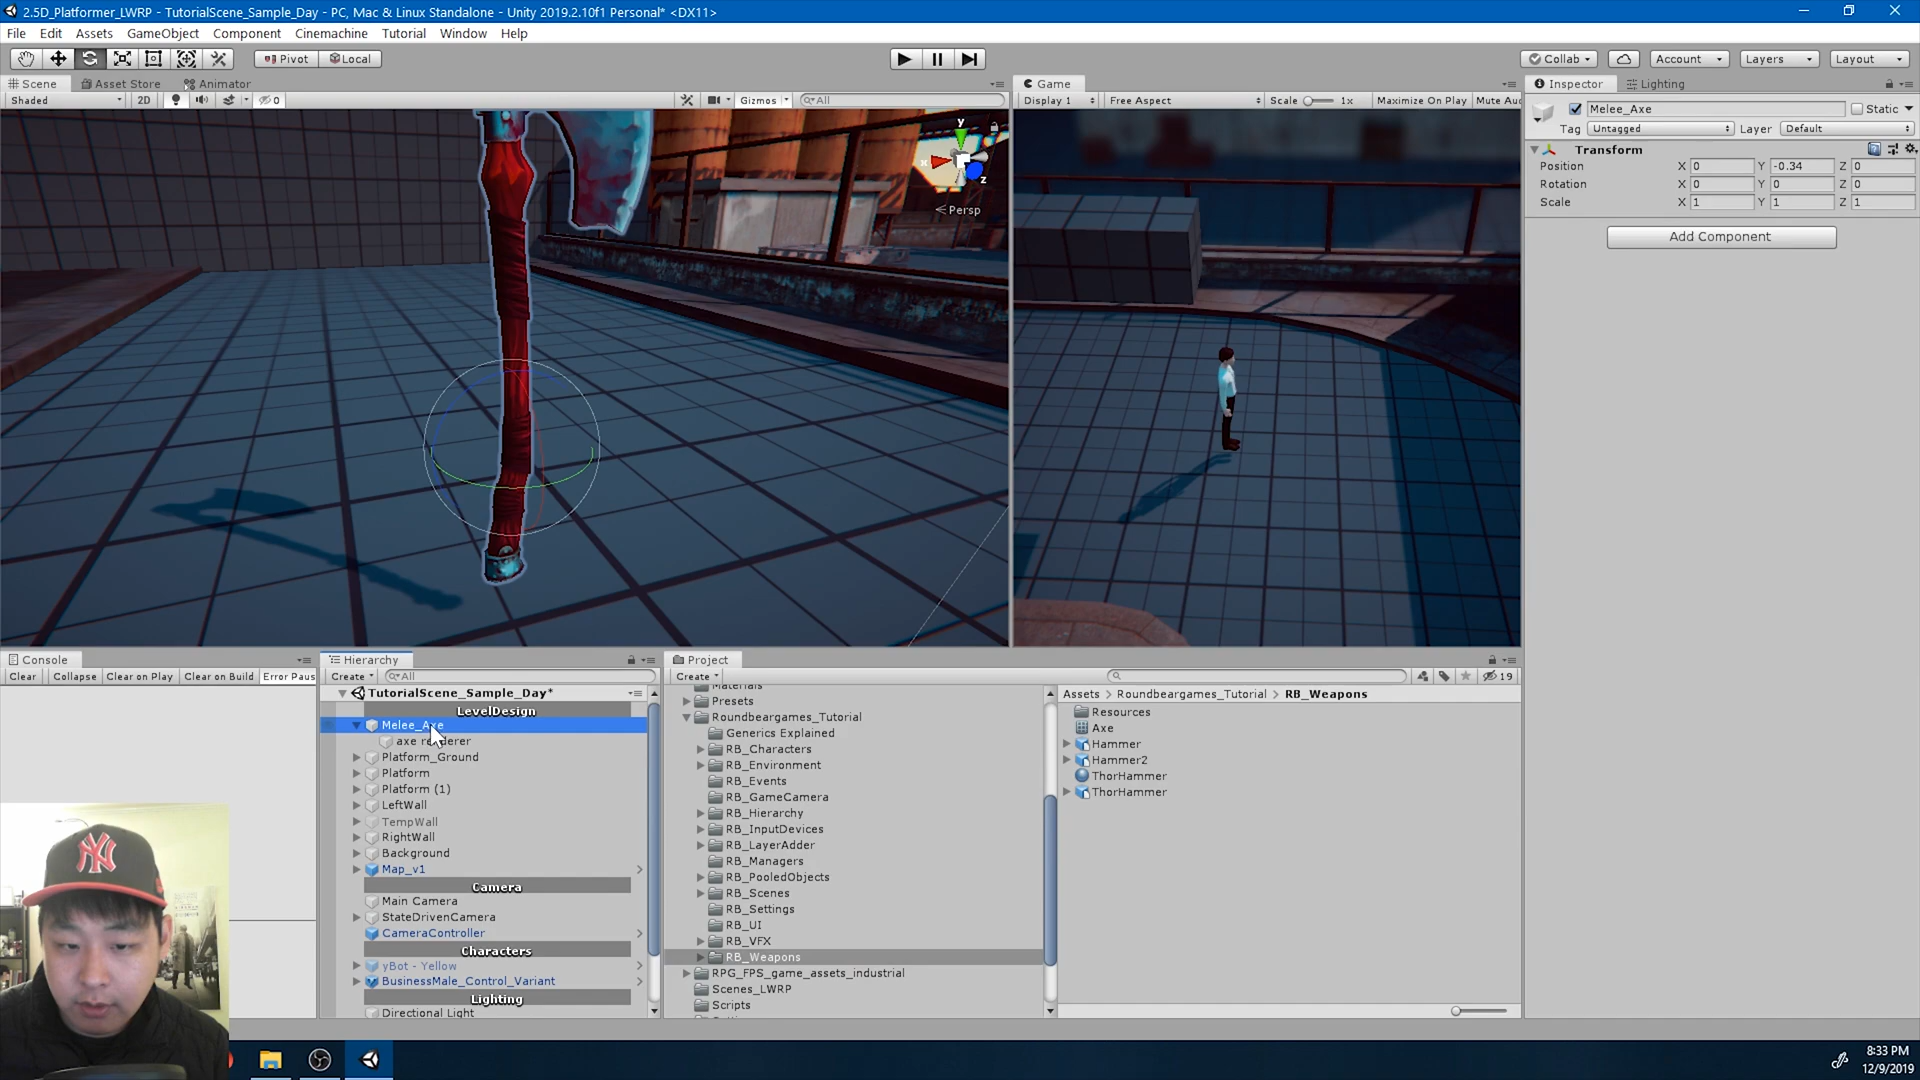 2.5D_Platformer_LWRP - TutorialScene_Sample_Day - PC, Mac & Linux Standalone - Unity 2019.2.10f1 Personal* <DX11>
File Edit Assets GameObject Component Cinemachine Tutorial Window Help
Pivot Local Collab Account Layers Layout
Scene Asset Store Animator
Shaded 2D 0 Gizmos All
y
x
z
Persp
Game
Display 1 Free Aspect Scale 1x Maximize On Play Mute Au
Inspector Lighting
Melee_Axe Static
Tag Untagged Layer Default
Transform
Position X 0 Y -0.34 Z 0
Rotation X 0 Y 0 Z 0
Scale X 1 Y 1 Z 1
Add Component
Console
Clear Collapse Clear on Play Clear on Build Error Paus
Hierarchy
Create All
TutorialScene_Sample_Day*
LevelDesign
Melee_Axe
axe renderer
Platform_Ground
Platform
Platform (1)
LeftWall
TempWall
RightWall
Background
Map_v1
Camera
Main Camera
StateDrivenCamera
CameraController
Characters
yBot - Yellow
BusinessMale_Control_Variant
Lighting
Directional Light
Project
Create
19
Materials
Presets
Roundbeargames_Tutorial
Generics Explained
RB_Characters
RB_Environment
RB_Events
RB_GameCamera
RB_Hierarchy
RB_InputDevices
RB_LayerAdder
RB_Managers
RB_PooledObjects
RB_Scenes
RB_Settings
RB_UI
RB_VFX
RB_Weapons
RPG_FPS_game_assets_industrial
Scenes_LWRP
Scripts
Assets > Roundbeargames_Tutorial > RB_Weapons
Resources
Axe
Hammer
Hammer2
ThorHammer
ThorHammer
NY
8:33 PM
12/9/2019